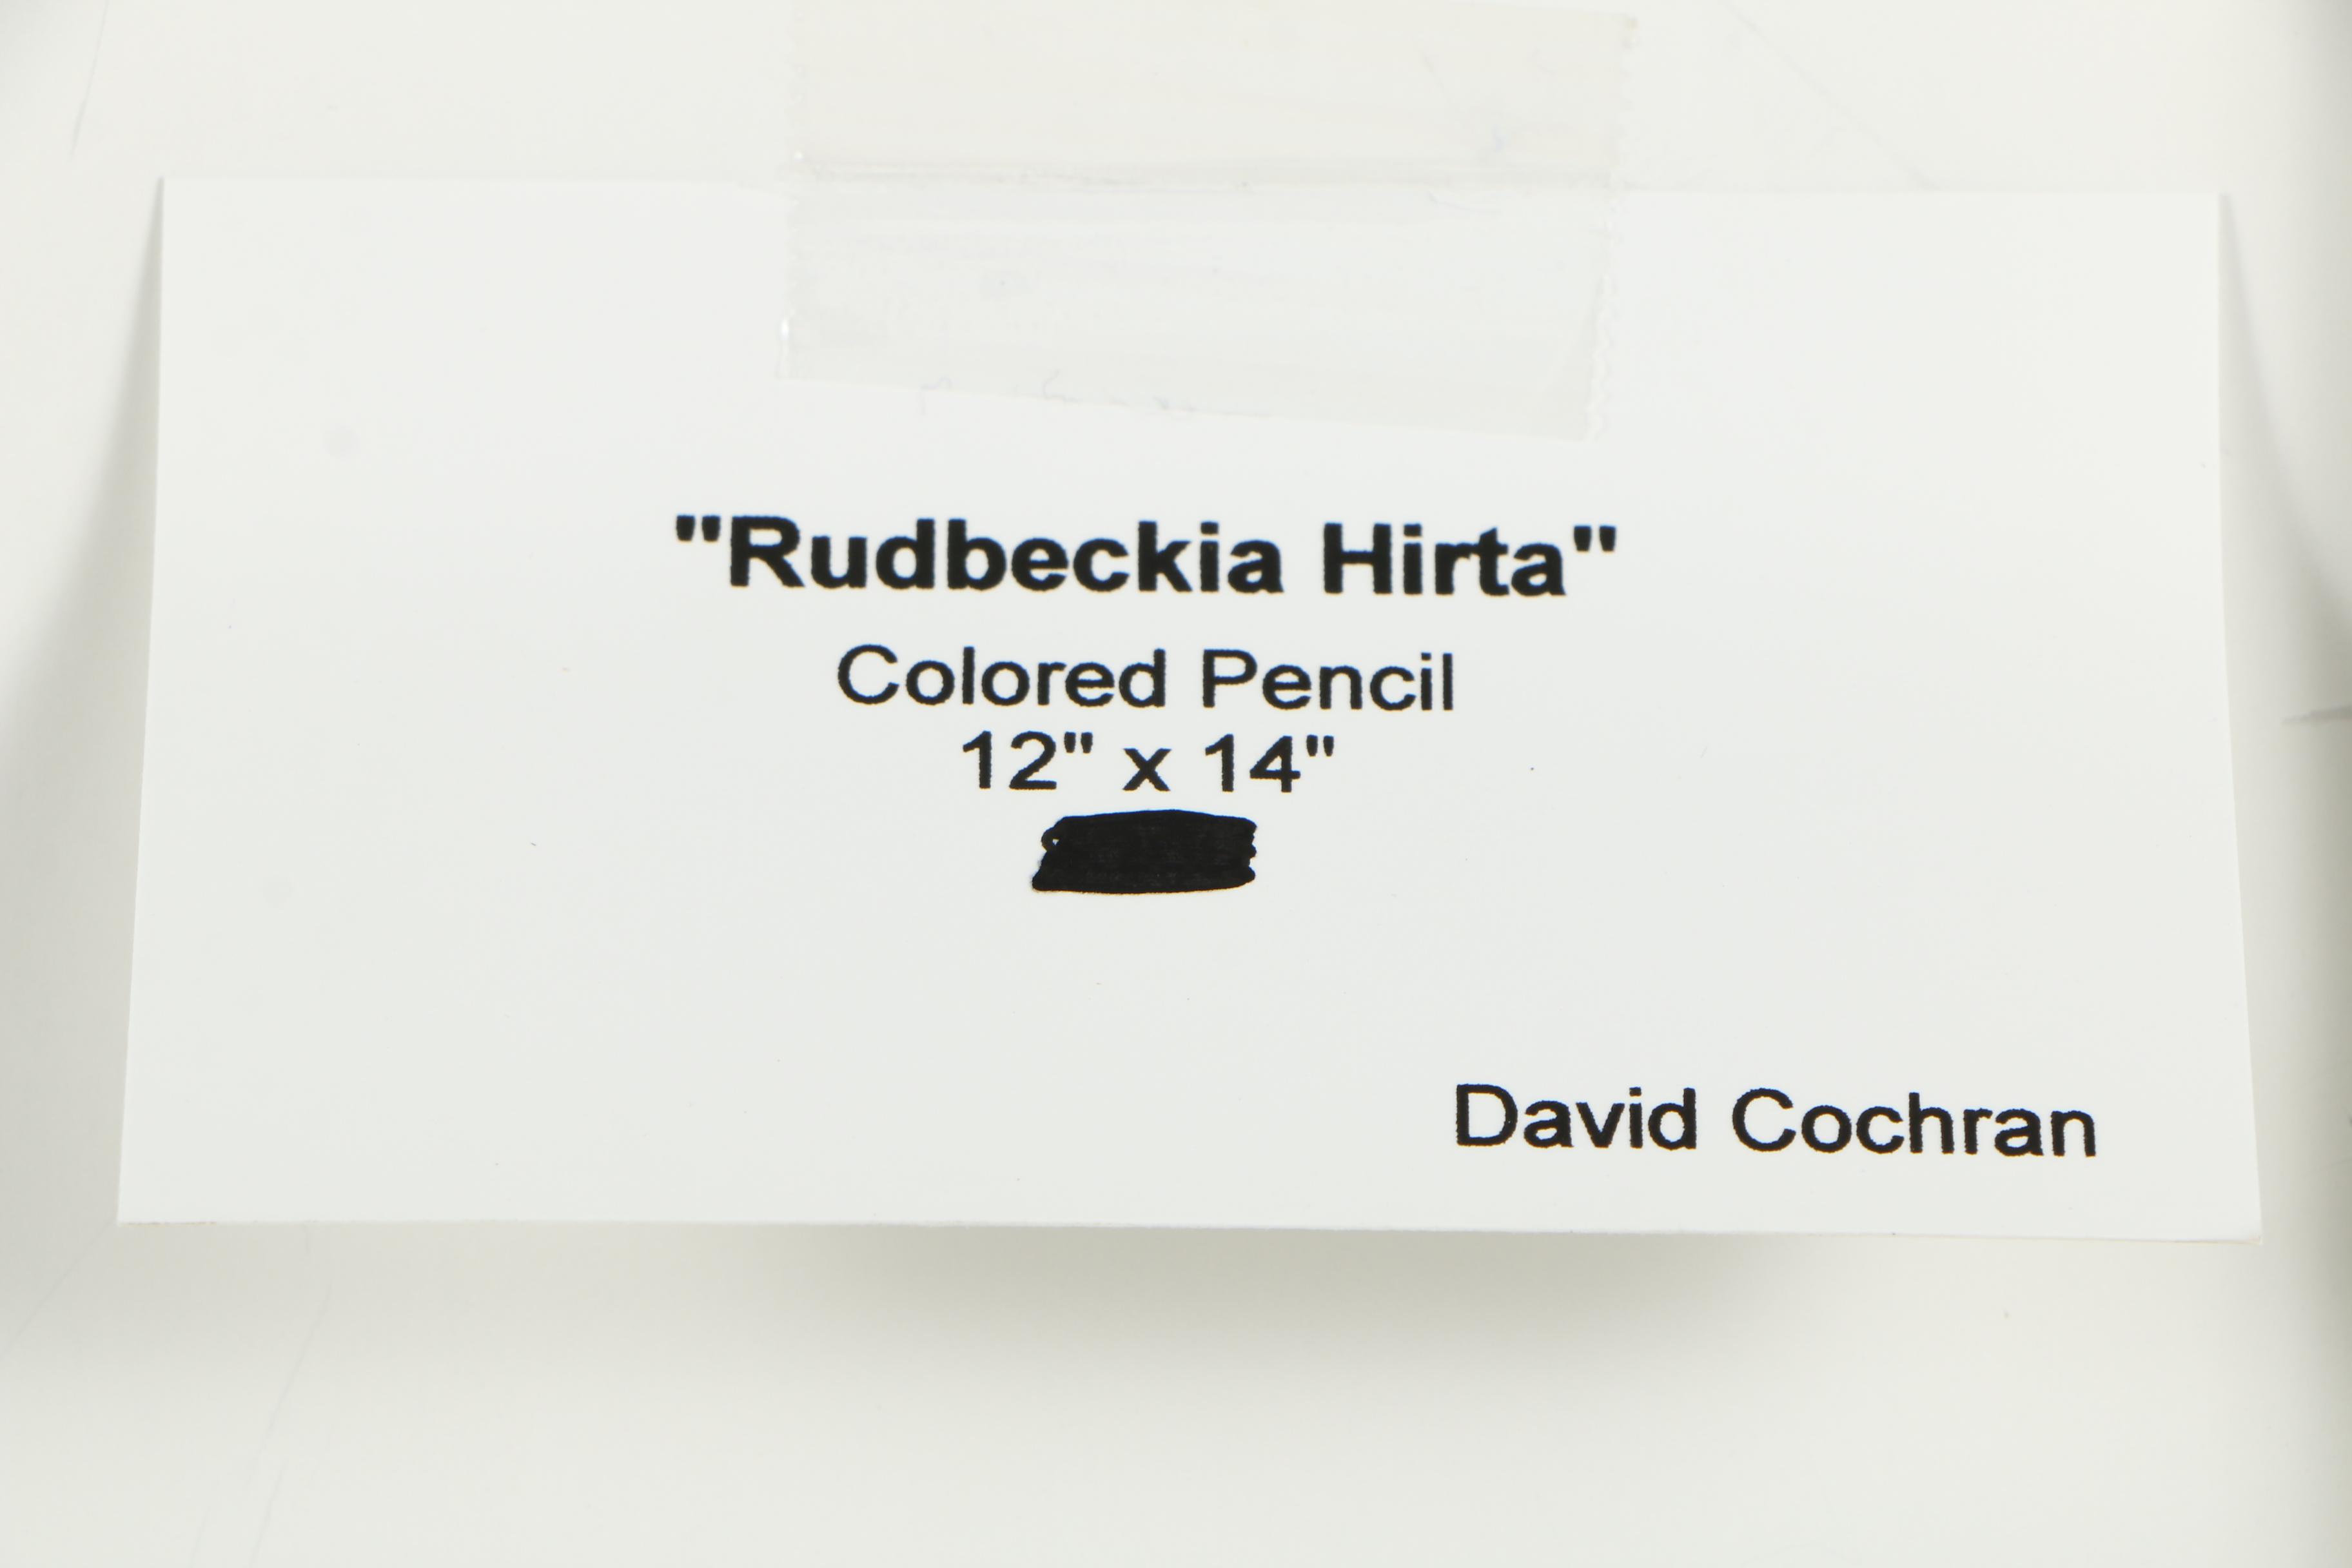 "Rudbeckia Hirta"
Colored Pencil
12" x 14"
David Cochran